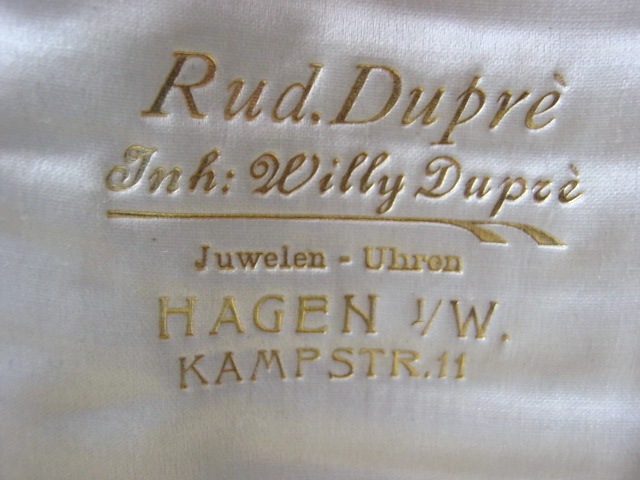 Rud. Duprè
Inh: Willy Duprè
Juwelen - Uhren
HAGEN I/W.
KAMPSTR. 11